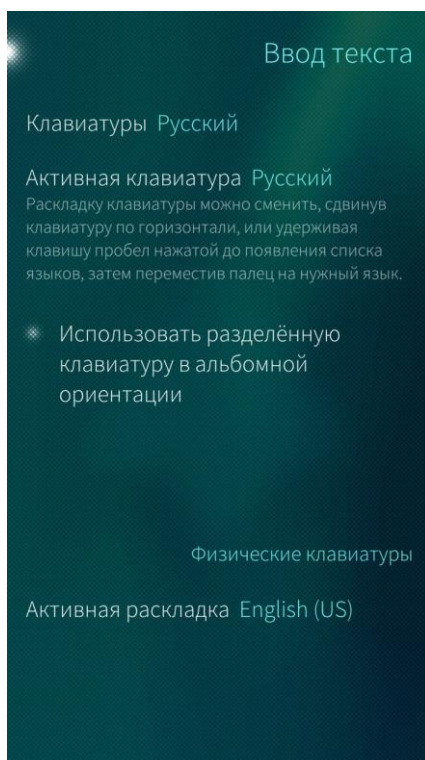 Ввод текста
Клавиатуры Русский
Активная клавиатура Русский
Раскладку клавиатуры можно сменить, сдвинув
клавиатуру по горизонтали, или удерживая
клавишу пробел нажатой до появления списка
языков, затем переместив палец на нужный язык.
Использовать разделённую
клавиатуру в альбомной
ориентации
Физические клавиатуры
Активная раскладка English (US)